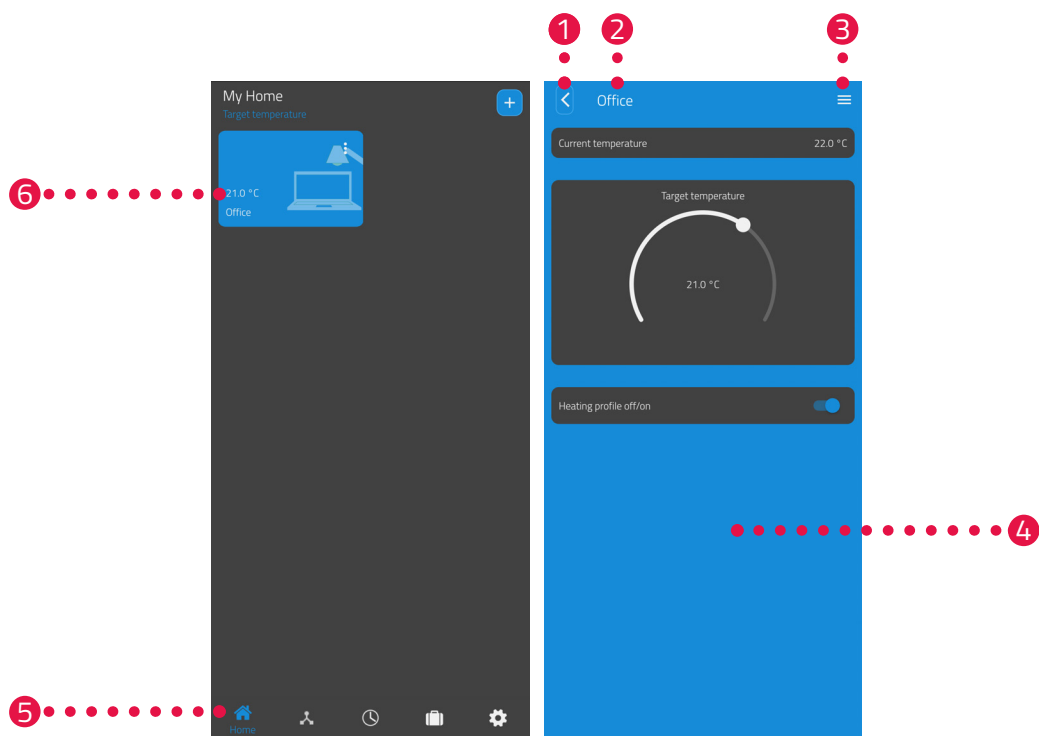 1 2 3
My Home
Target temperature
+
21.0 °C
Office
6
5
Home
Office
Current temperature 22.0 °C
Target temperature
21.0 °C
Heating profile off/on
4